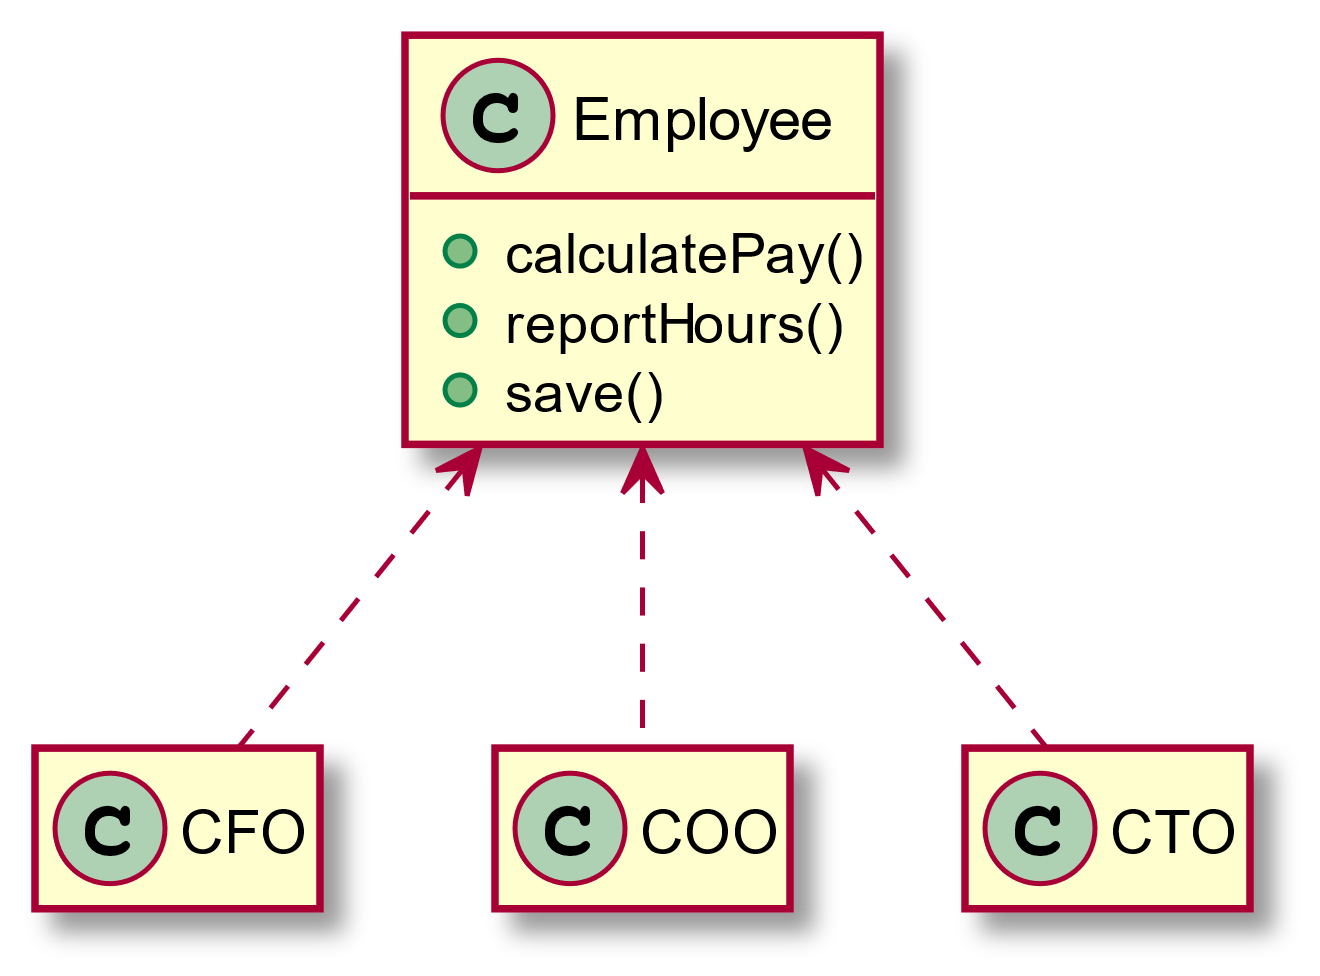 C Employee
calculatePay()
reportHours()
save()
C CFO
C COO
C CTO